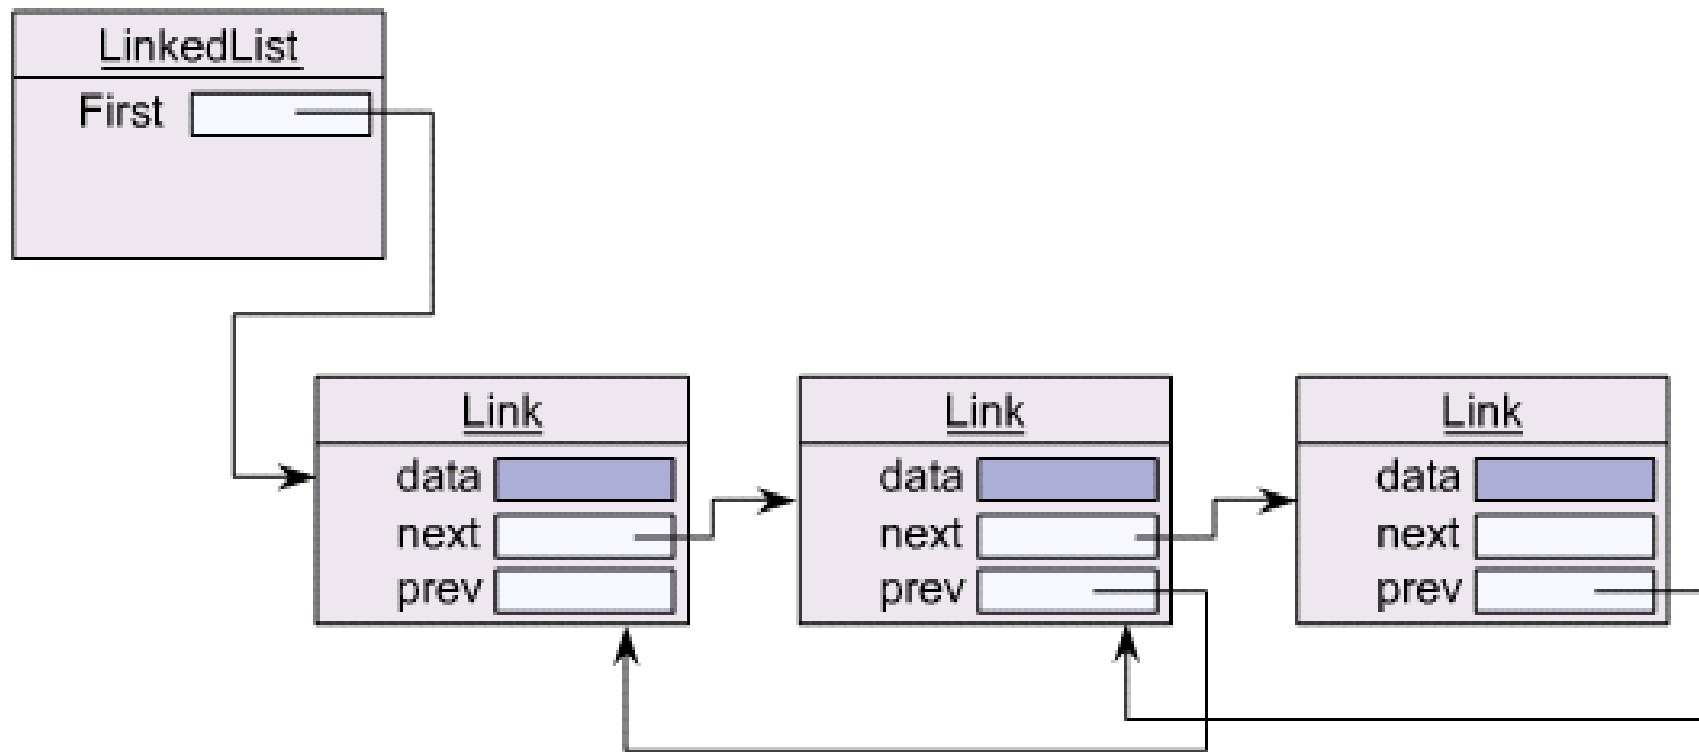 LinkedList
First
Link
data
next
prev
Link
data
next
prev
Link
data
next
prev